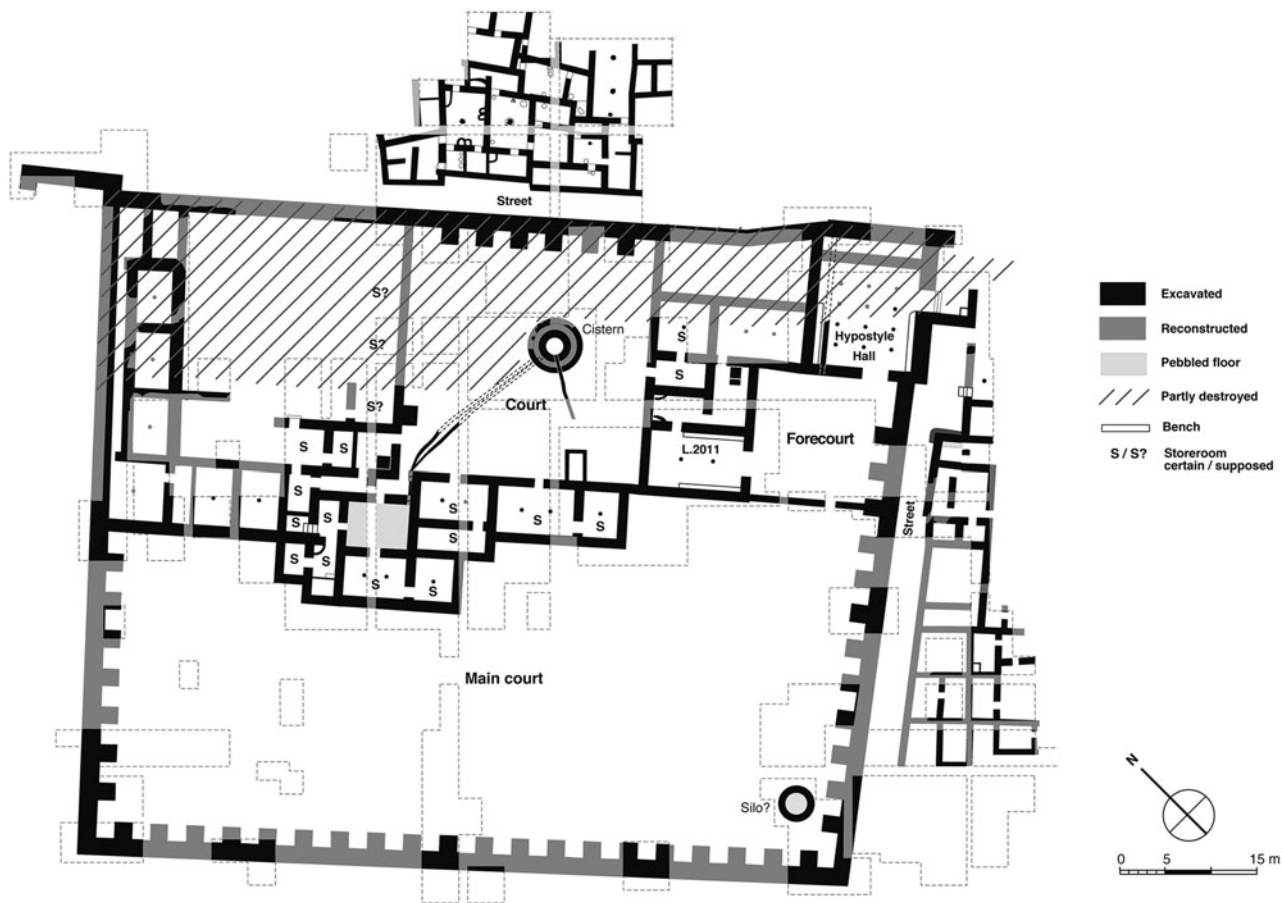 Street
S?
Cistern
S
Hypostyle
Hall
S?
S
Court
Forecourt
S?
L.2011
S
S
S
S
S
S
Street
S
S
S
S
S
S
S
Main court
Silo?
Excavated
Reconstructed
Pebbled floor
Partly destroyed
Bench
S / S? Storeroom
certain / supposed
N
0 5 15 m